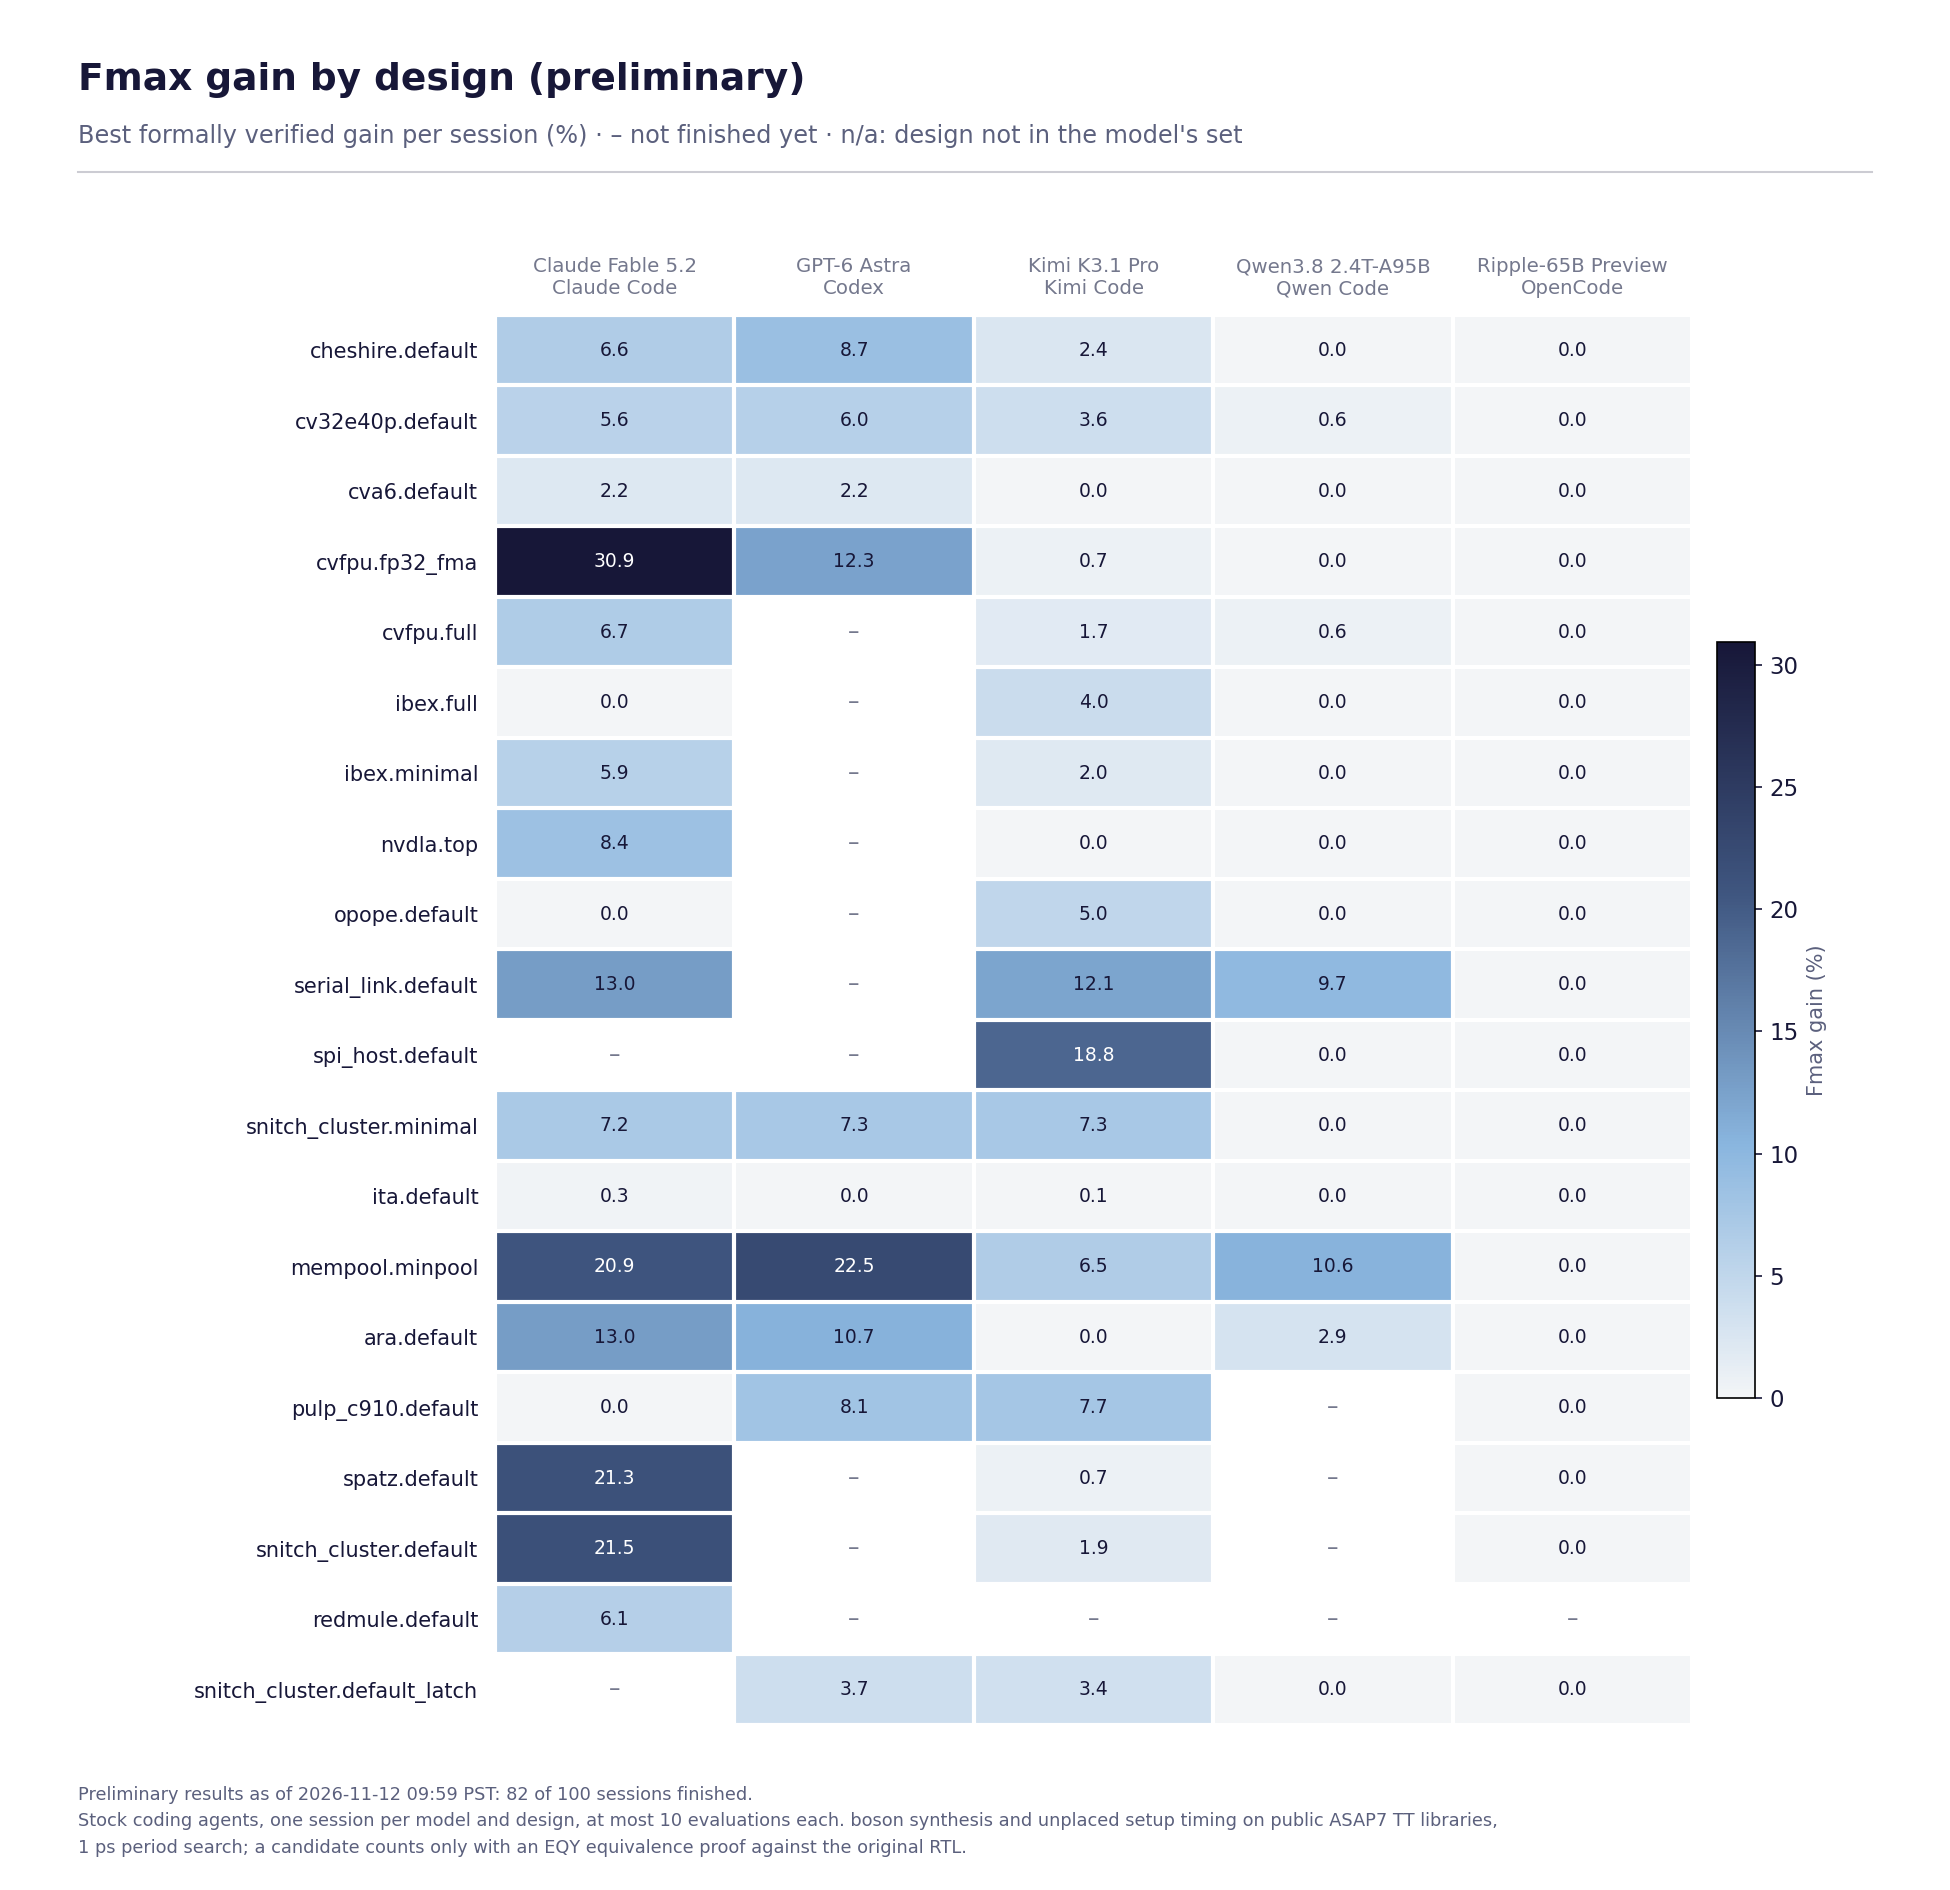 Fmax gain by design (preliminary)
Best formally verified gain per session (%) · – not finished yet · n/a: design not in the model's set
Claude Fable 5.2 GPT-6 Astra Kimi K3.1 Pro Qwen3.8 2.4T-A95B Ripple-65B Preview
Claude Code Codex Kimi Code Qwen Code OpenCode
cheshire.default 6.6 8.7 2.4 0.0 0.0
cv32e40p.default 5.6 6.0 3.6 0.6 0.0
cva6.default 2.2 2.2 0.0 0.0 0.0
cvfpu.fp32_fma 30.9 12.3 0.7 0.0 0.0
cvfpu.full 6.7 – 1.7 0.6 0.0
ibex.full 0.0 – 4.0 0.0 0.0
ibex.minimal 5.9 – 2.0 0.0 0.0
nvdla.top 8.4 – 0.0 0.0 0.0
opope.default 0.0 – 5.0 0.0 0.0
serial_link.default 13.0 – 12.1 9.7 0.0
spi_host.default – – 18.8 0.0 0.0
snitch_cluster.minimal 7.2 7.3 7.3 0.0 0.0
ita.default 0.3 0.0 0.1 0.0 0.0
mempool.minpool 20.9 22.5 6.5 10.6 0.0
ara.default 13.0 10.7 0.0 2.9 0.0
pulp_c910.default 0.0 8.1 7.7 – 0.0
spatz.default 21.3 – 0.7 – 0.0
snitch_cluster.default 21.5 – 1.9 – 0.0
redmule.default 6.1 – – – –
snitch_cluster.default_latch – 3.7 3.4 0.0 0.0
30
25
20
15
10
5
0
Fmax gain (%)
Preliminary results as of 2026-11-12 09:59 PST: 82 of 100 sessions finished.
Stock coding agents, one session per model and design, at most 10 evaluations each. boson synthesis and unplaced setup timing on public ASAP7 TT libraries,
1 ps period search; a candidate counts only with an EQY equivalence proof against the original RTL.